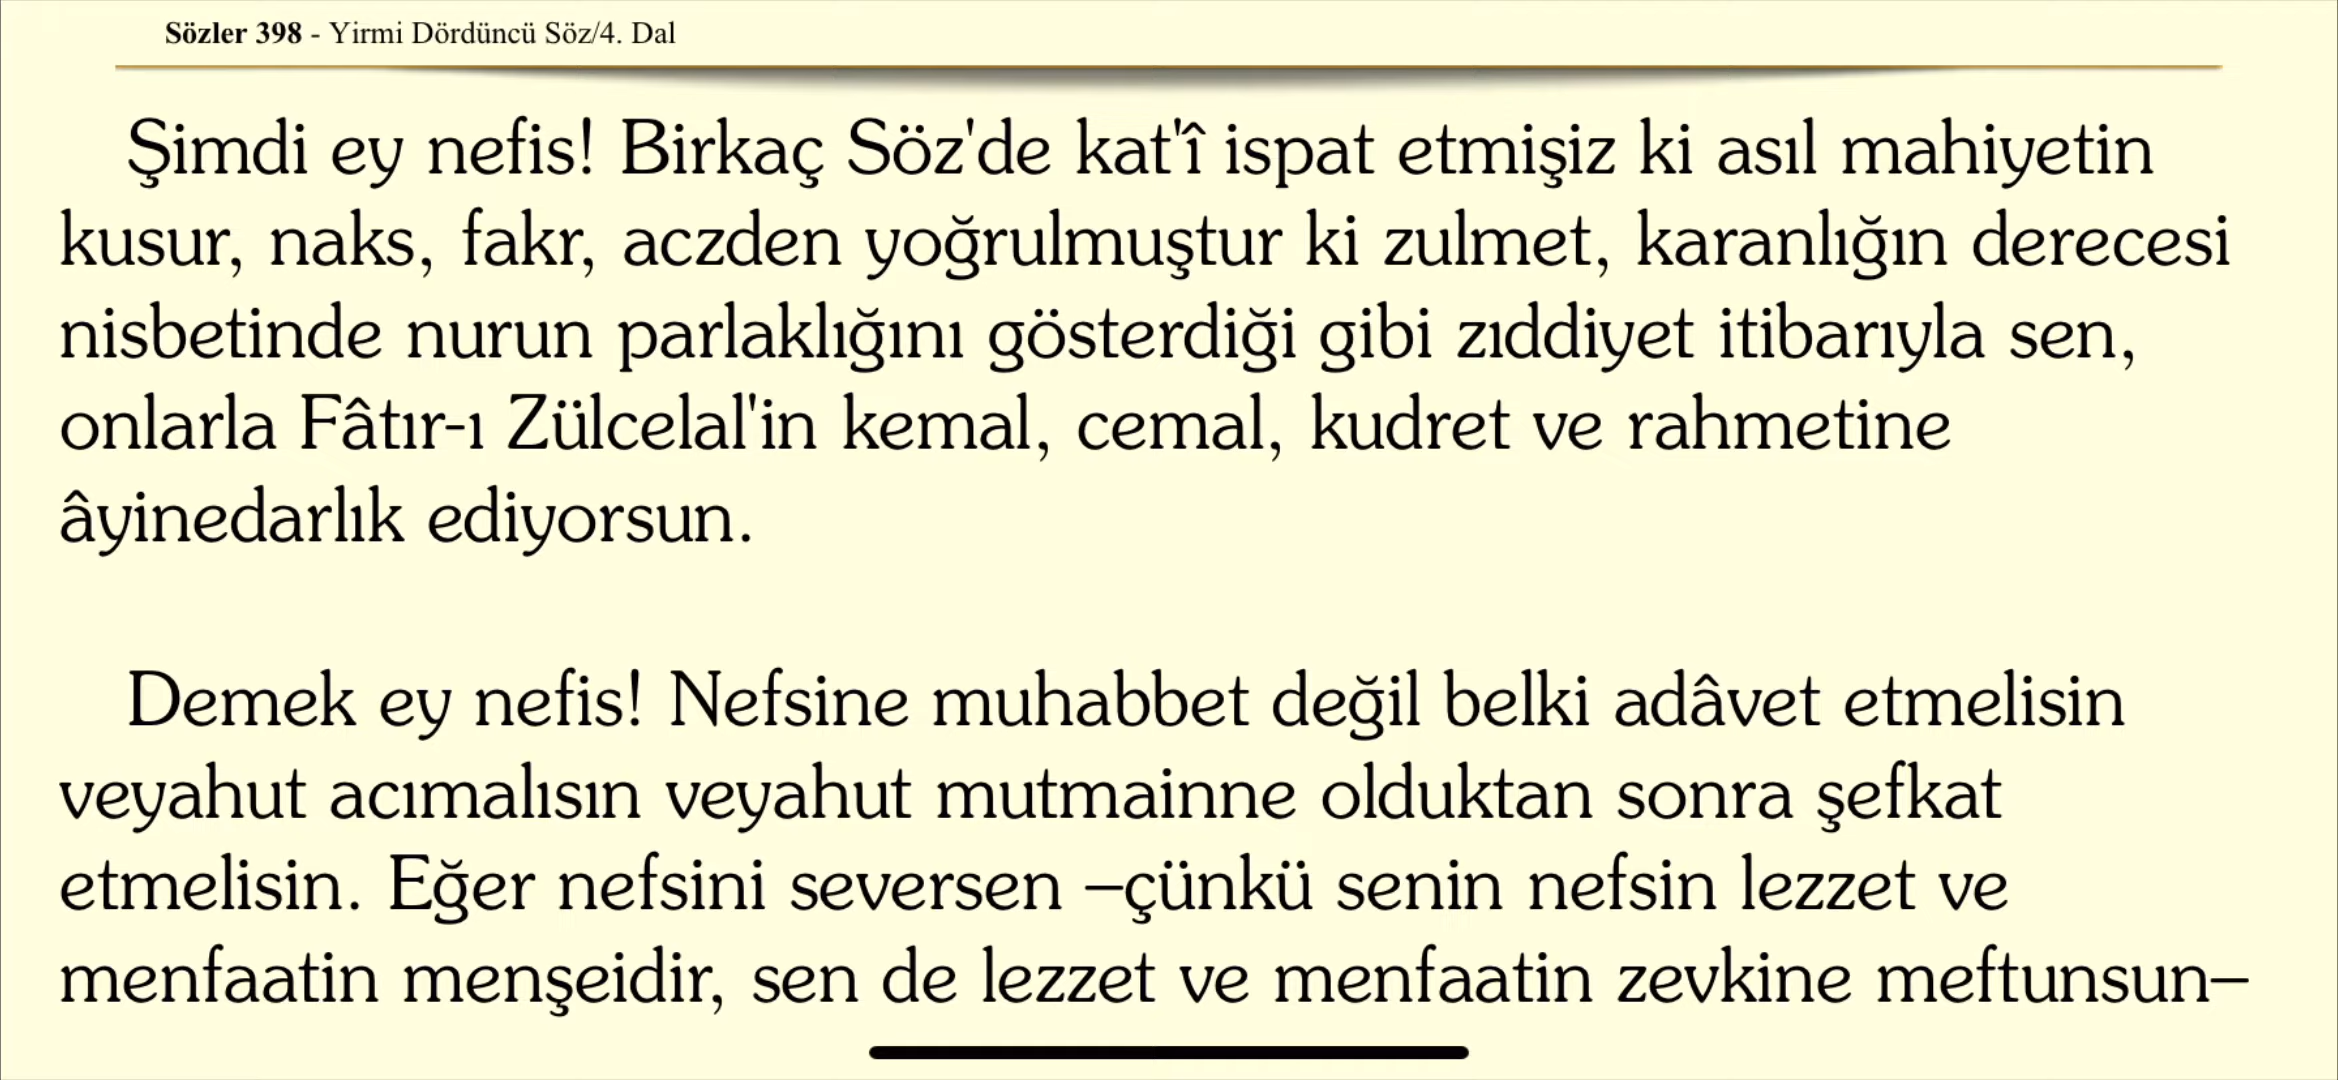 Sözler 398 - Yirmi Dördüncü Söz/4. Dal
Şimdi ey nefis! Birkaç Söz'de kat'î ispat etmişiz ki asıl mahiyetin
kusur, naks, fakr, aczden yoğrulmuştur ki zulmet, karanlığın derecesi
nisbetinde nurun parlaklığını gösterdiği gibi zıddiyet itibarıyla sen,
onlarla Fâtır-ı Zülcelal'in kemal, cemal, kudret ve rahmetine
âyinedarlık ediyorsun.
Demek ey nefis! Nefsine muhabbet değil belki adâvet etmelisin
veyahut acımalısın veyahut mutmainne olduktan sonra şefkat
etmelisin. Eğer nefsini seversen –çünkü senin nefsin lezzet ve
menfaatin menşeidir, sen de lezzet ve menfaatin zevkine meftunsun–